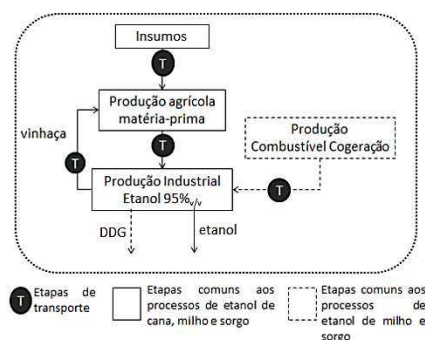 Insumos
T
Produção agrícola
matéria-prima
vinhaça
T
T
Produção
Combustível Cogeração
Produção Industrial
Etanol 95%v/v
T
DDG
etanol
T
Etapas de
transporte
Etapas comuns aos
processos de etanol de
cana, milho e sorgo
Etapas comuns aos
processos de
etanol de milho e
sorgo